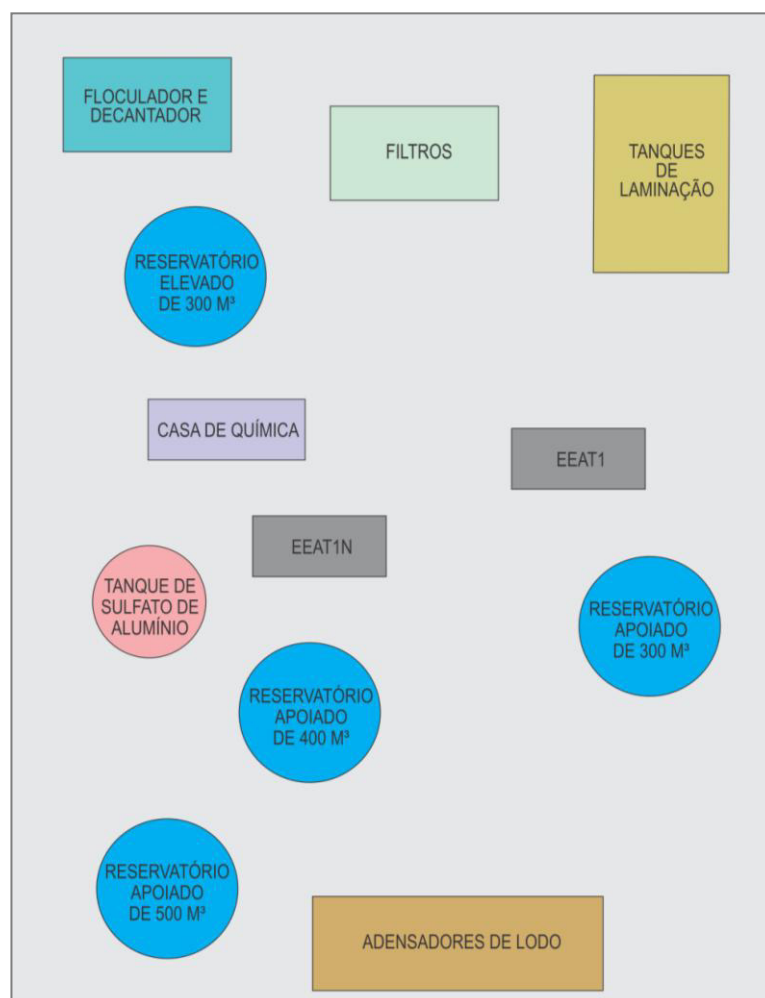 FLOCULADOR E
DECANTADOR
FILTROS
TANQUES
DE
LAMINAÇÃO
RESERVATÓRIO
ELEVADO
DE 300 M³
CASA DE QUÍMICA
EEAT1
EEAT1N
TANQUE DE
SULFATO DE
ALUMÍNIO
RESERVATÓRIO
APOIADO
DE 300 M³
RESERVATÓRIO
APOIADO
DE 400 M³
RESERVATÓRIO
APOIADO
DE 500 M³
ADENSADORES DE LODO